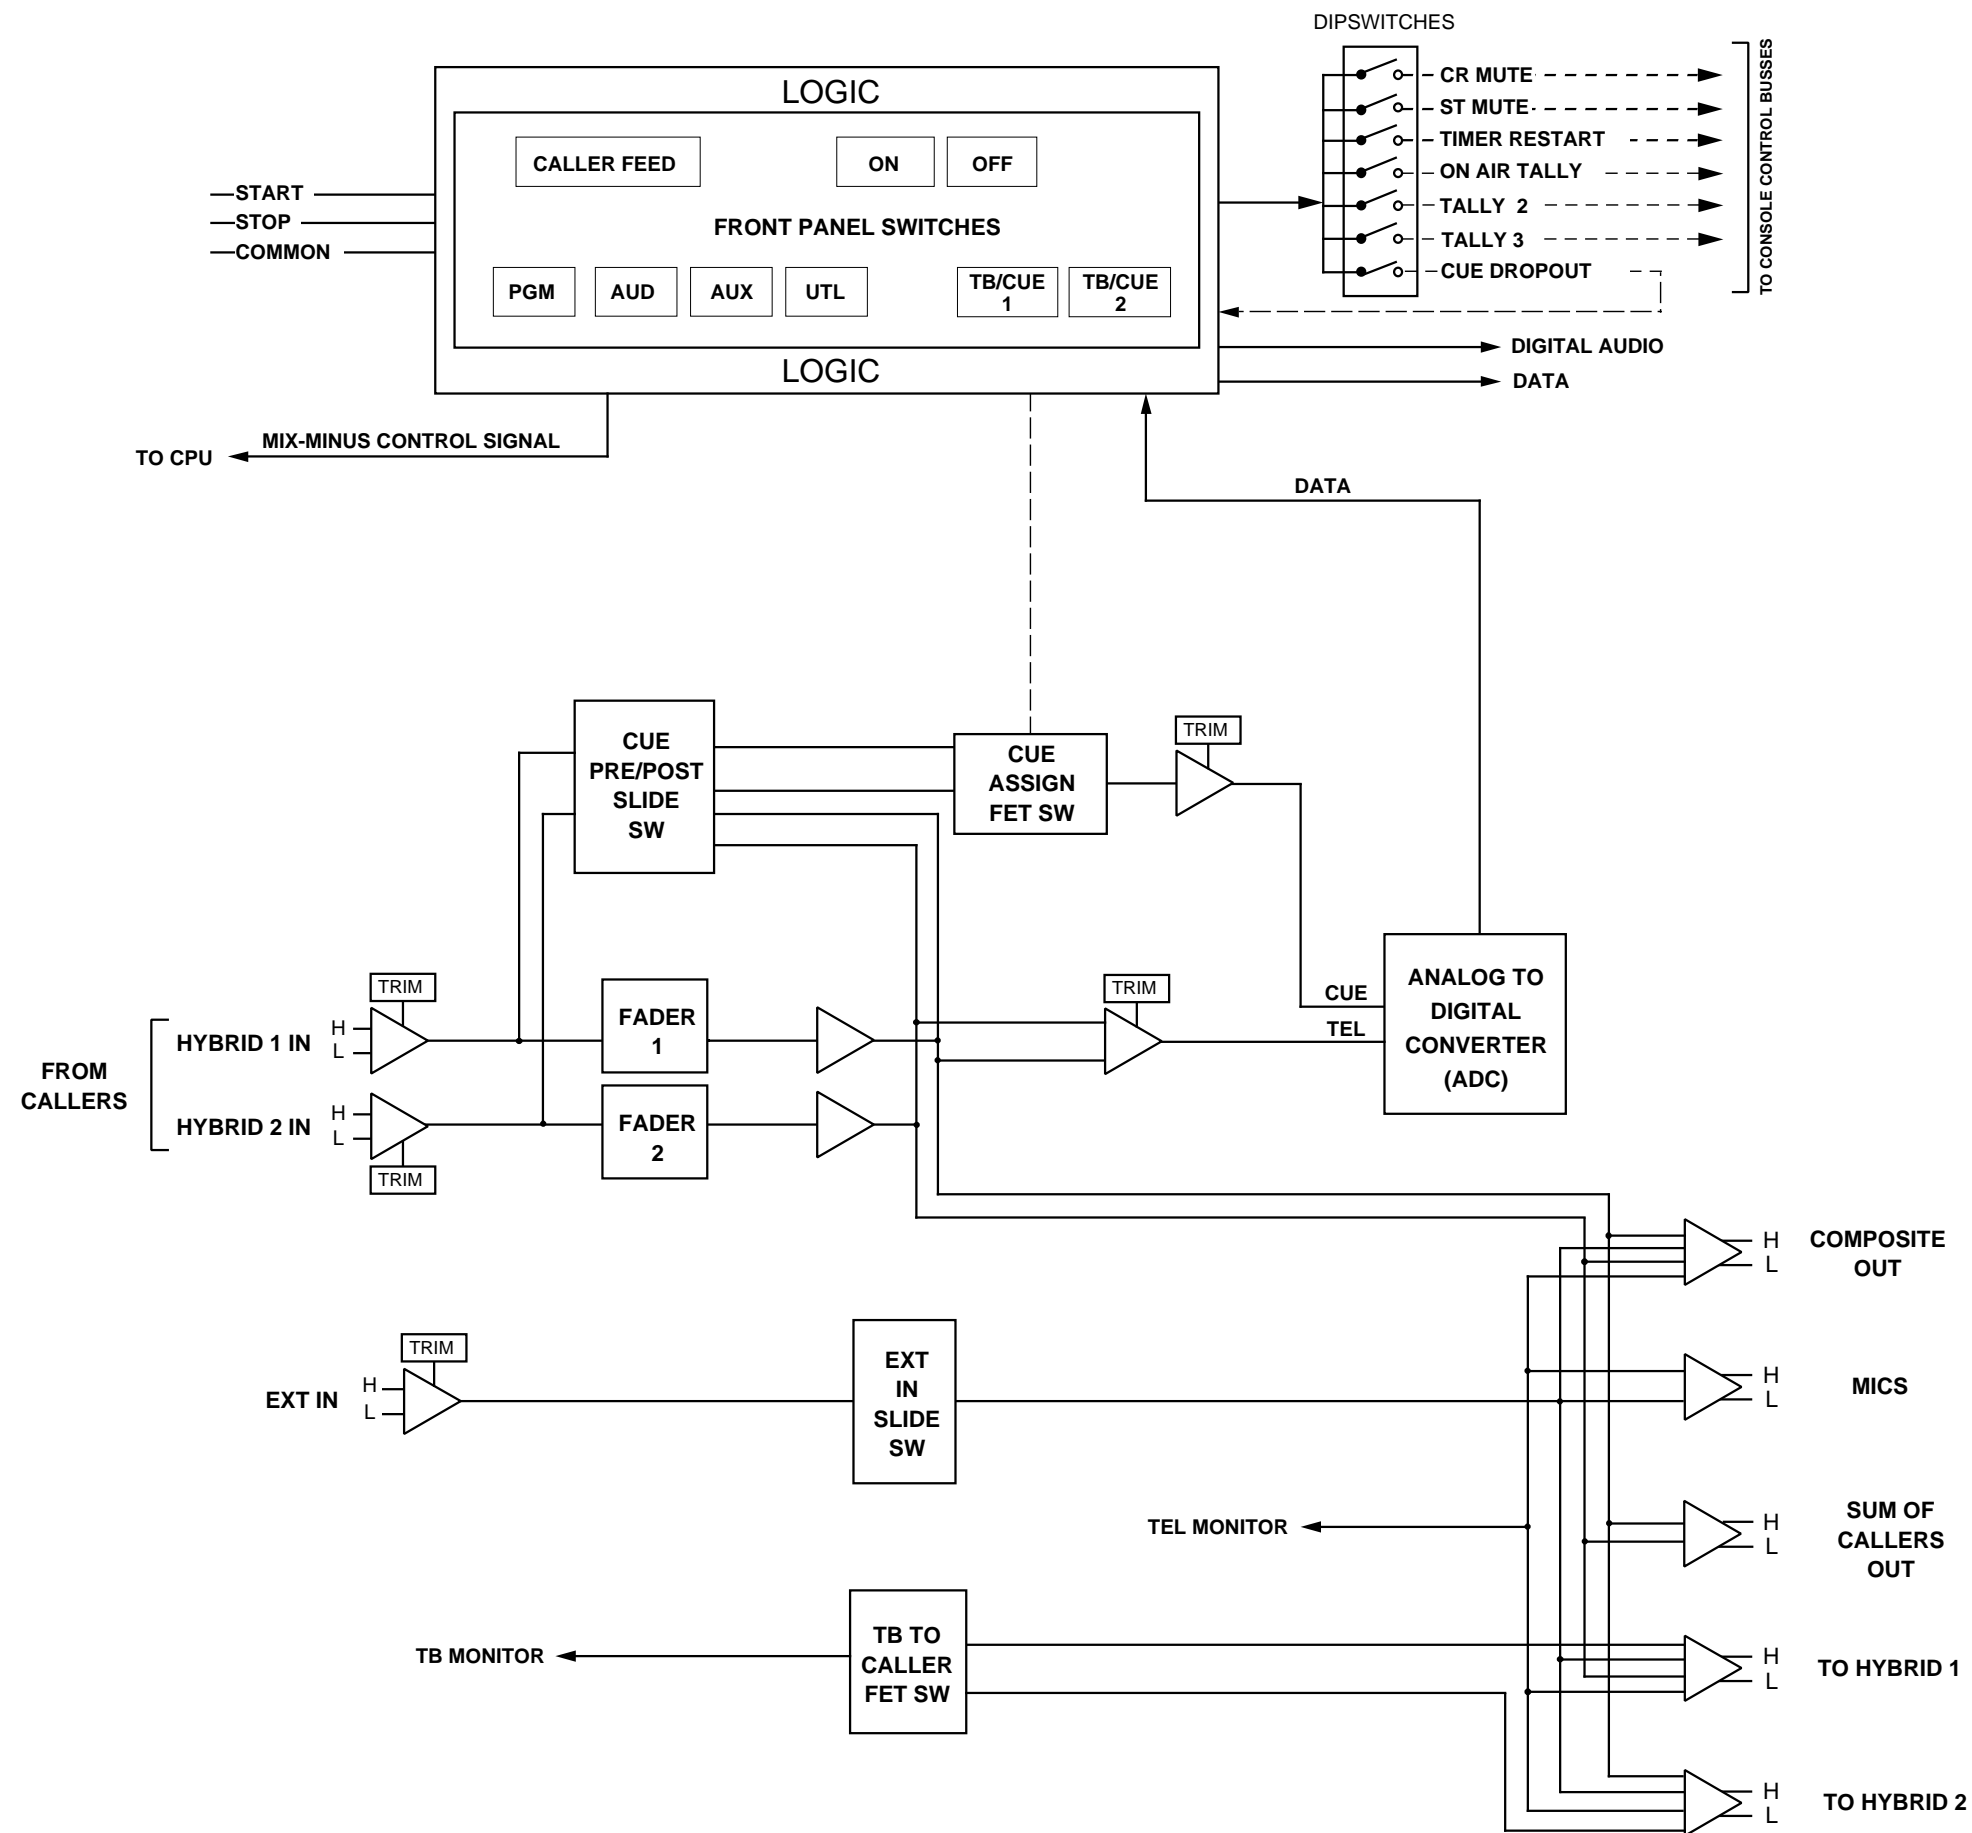 DIPSWITCHES
LOGIC
CALLER FEED
ON
OFF
FRONT PANEL SWITCHES
PGM
AUD
AUX
UTL
TB/CUE
1
TB/CUE
2
LOGIC
START
STOP
COMMON
CR MUTE
ST MUTE
TIMER RESTART
ON AIR TALLY
TALLY 2
TALLY 3
CUE DROPOUT
TO CONSOLE CONTROL BUSSES
DIGITAL AUDIO
DATA
MIX-MINUS CONTROL SIGNAL
TO CPU
DATA
CUE
PRE/POST
SLIDE
SW
CUE
ASSIGN
FET SW
TRIM
FROM
CALLERS
HYBRID 1 IN
H
L
TRIM
FADER
1
TRIM
CUE
TEL
ANALOG TO
DIGITAL
CONVERTER
(ADC)
HYBRID 2 IN
H
L
TRIM
FADER
2
H
L
COMPOSITE
OUT
EXT IN
H
L
TRIM
EXT
IN
SLIDE
SW
H
L
MICS
TEL MONITOR
H
L
SUM OF
CALLERS
OUT
TB MONITOR
TB TO
CALLER
FET SW
H
L
TO HYBRID 1
H
L
TO HYBRID 2